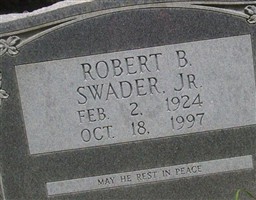 ROBERT B.
SWADER, JR.
FEB. 2, 1924
OCT. 18, 1997
MAY HE REST IN PEACE